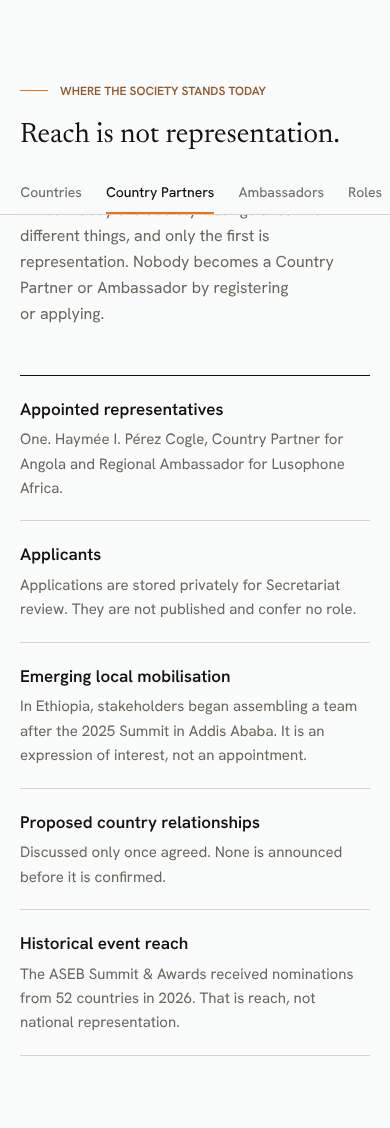 WHERE THE SOCIETY STANDS TODAY
Reach is not representation.
Countries Country Partners Ambassadors Roles
different things, and only the first is
representation. Nobody becomes a Country
Partner or Ambassador by registering
or applying.
Appointed representatives
One. Haymée I. Pérez Cogle, Country Partner for
Angola and Regional Ambassador for Lusophone
Africa.
Applicants
Applications are stored privately for Secretariat
review. They are not published and confer no role.
Emerging local mobilisation
In Ethiopia, stakeholders began assembling a team
after the 2025 Summit in Addis Ababa. It is an
expression of interest, not an appointment.
Proposed country relationships
Discussed only once agreed. None is announced
before it is confirmed.
Historical event reach
The ASEB Summit & Awards received nominations
from 52 countries in 2026. That is reach, not
national representation.